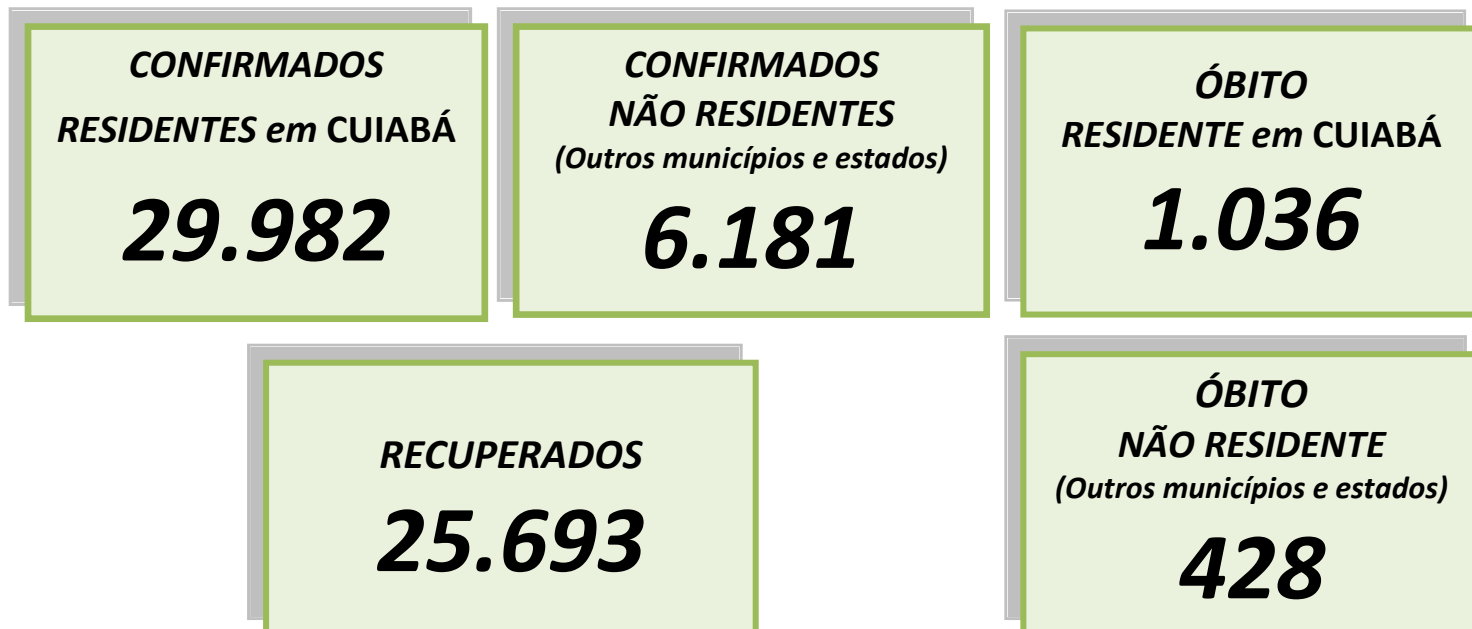 CONFIRMADOS
RESIDENTES em CUIABÁ
29.982
CONFIRMADOS
NÃO RESIDENTES
(Outros municípios e estados)
6.181
ÓBITO
RESIDENTE em CUIABÁ
1.036
RECUPERADOS
25.693
ÓBITO
NÃO RESIDENTE
(Outros municípios e estados)
428